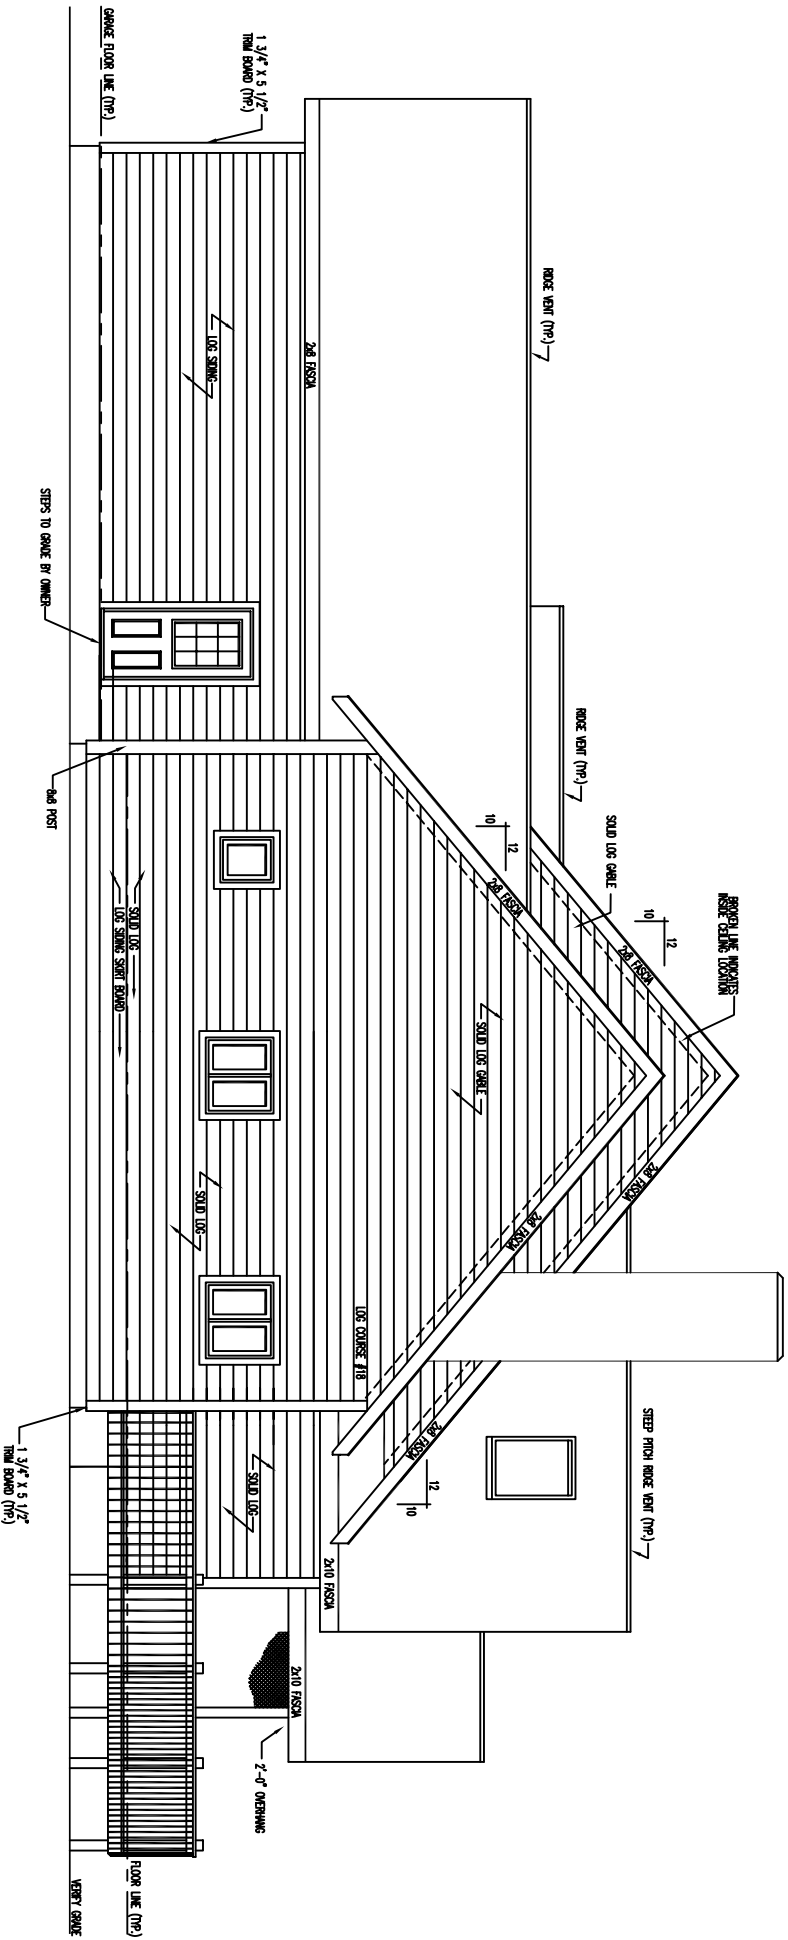 BROKEN LINE INDICATES
INSIDE CEILING LOCATION
12
10
2x8 FASCIA
2x8 FASCIA
STEEP PITCH RIDGE VENT (TYP.)
SOLID LOG GABLE
RIDGE VENT (TYP.)
RIDGE VENT (TYP.)
12
10
2x8 FASCIA
2x8 FASCIA
SOLID LOG GABLE
2x8 FASCIA
12
10
LOG COURSE #18
2x8 FASCIA
2x10 FASCIA
2x10 FASCIA
1 3/4" X 5 1/2"
TRIM BOARD (TYP.)
2'-0" OVERHANG
SOLID LOG
LOG SIDING
SOLID LOG
SOLID LOG
LOG SIDING SKIRT BOARD
FLOOR LINE (TYP.)
GARAGE FLOOR LINE (TYP.)
VERIFY GRADE
8x8 POST
STEPS TO GRADE BY OWNER
1 3/4" X 5 1/2"
TRIM BOARD (TYP.)